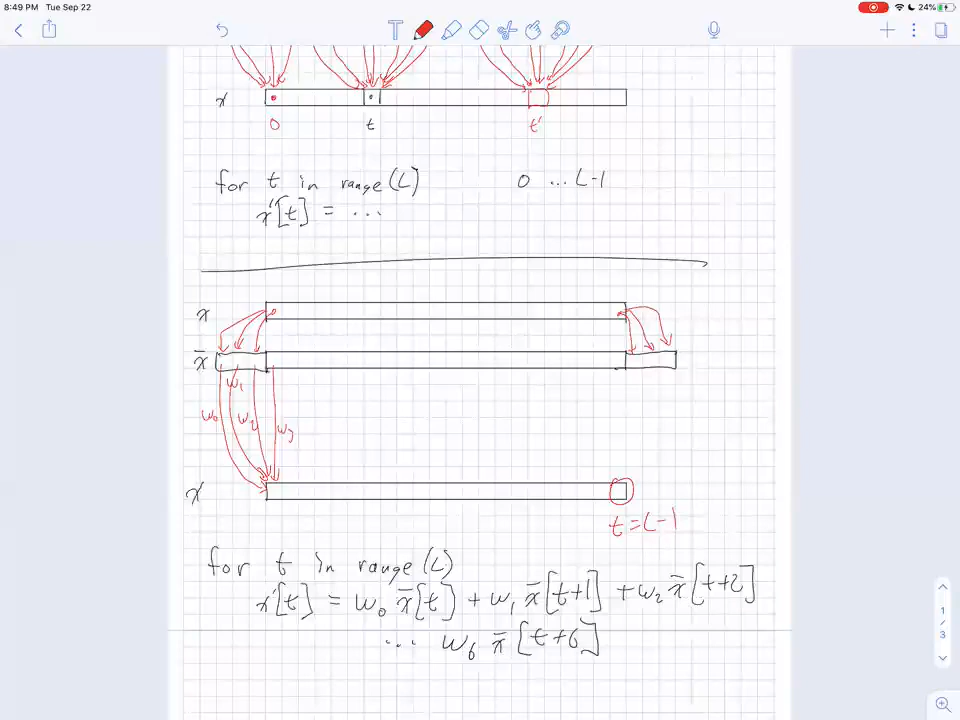 8:49 PM Tue Sep 22
24%
T
x
0 t t'
for t in range(L) 0 ... L-1
x'[t] = ...
x
x̄
w₁
w₀ w₂ w₃
x'
t = L-1
for t in range(L)
x'[t] = w₀ x̄[t] + w₁ x̄[t+1] + w₂ x̄[t+2]
... w₆ x̄[t+6]
1
/
3